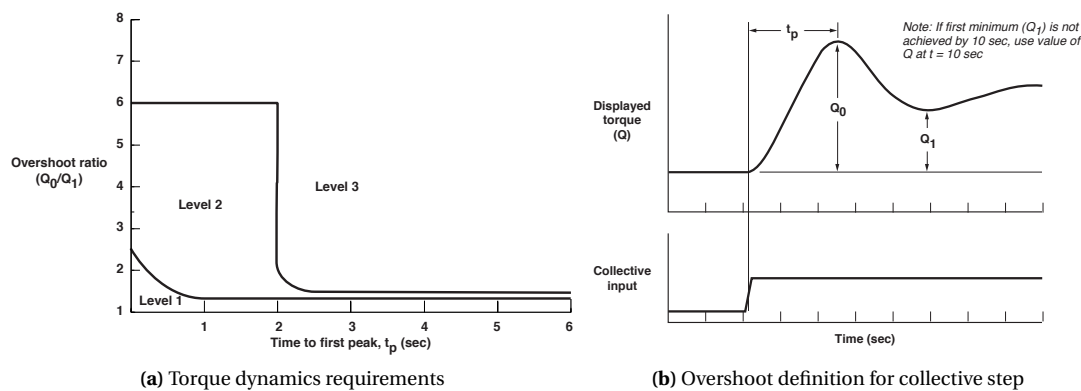 8
7
6
5
Overshoot ratio
(Q0/Q1)
4
Level 3
3
Level 2
2
Level 1
1
1
2
3
4
5
6
Time to first peak, tp (sec)
(a) Torque dynamics requirements
tp
Note: If first minimum (Q1) is not
achieved by 10 sec, use value of
Q at t = 10 sec
Displayed
torque
(Q)
Q0
Q1
Collective
input
Time (sec)
(b) Overshoot definition for collective step